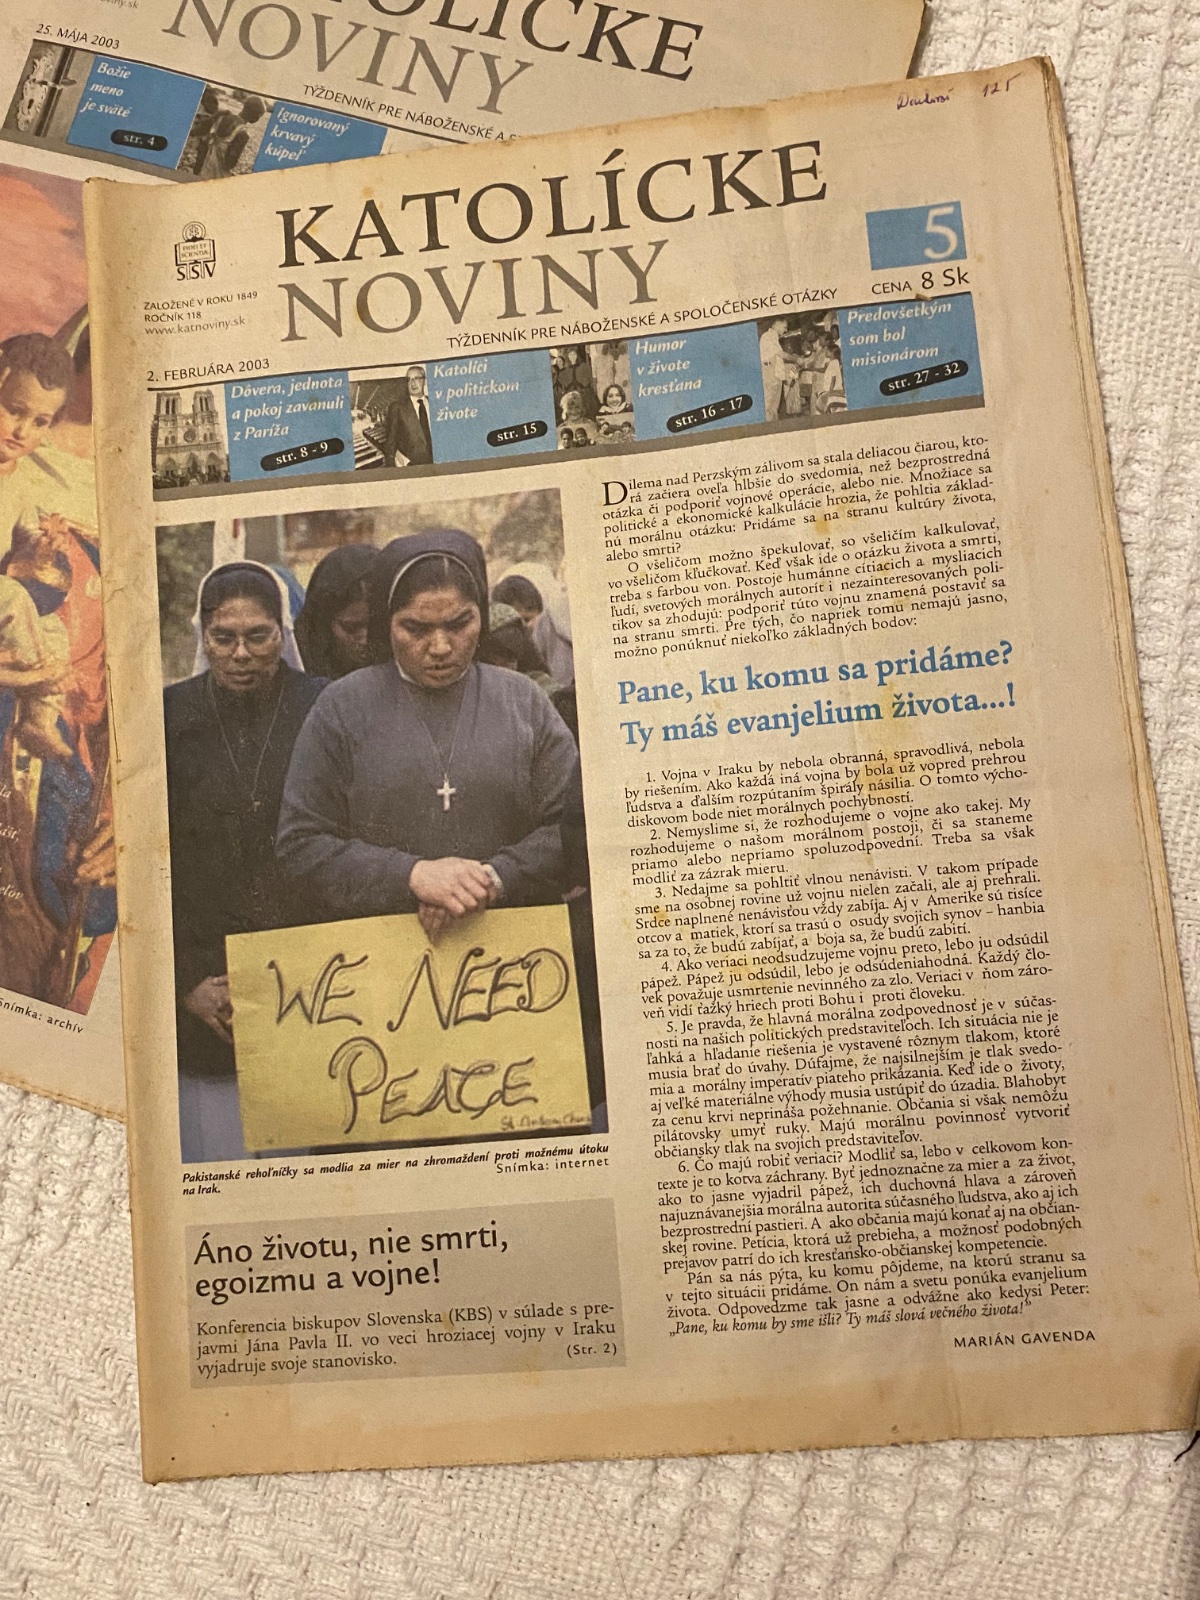 KATOLÍCKE
NOVINY
25. MÁJA 2003
TÝŽDENNÍK PRE NÁBOŽENSKÉ A
Božie
meno
je sväté
str. 4
Ignorovaný
krvavý
kúpeľ
Snímka: archív
125
KATOLÍCKE
NOVINY
FIDEI ET
SCIENTIAE
SSV
5
ZALOŽENÉ V ROKU 1849
ROČNÍK 118
www.katnoviny.sk
CENA 8 Sk
TÝŽDENNÍK PRE NÁBOŽENSKÉ A SPOLOČENSKÉ OTÁZKY
2. FEBRUÁRA 2003
Dôvera, jednota
a pokoj zavanuli
z Paríža
str. 8 - 9
Katolíci
v politickom
živote
str. 15
Humor
v živote
kresťana
str. 16 - 17
Predovšetkým
som bol
misionárom
str. 27 - 32
WE NEED
PEACE
Pakistanské rehoľníčky sa modlia za mier na zhromaždení proti možnému útoku
na Irak.
Snímka: internet
Áno životu, nie smrti,
egoizmu a vojne!
Konferencia biskupov Slovenska (KBS) v súlade s pre-
javmi Jána Pavla II. vo veci hroziacej vojny v Iraku
vyjadruje svoje stanovisko.
(Str. 2)
Dilema nad Perzským zálivom sa stala deliacou čiarou, kto-
rá začiera oveľa hlbšie do svedomia, než bezprostredná
otázka či podporiť vojnové operácie, alebo nie. Množiace sa
politické a ekonomické kalkulácie hrozia, že pohltia základ-
nú morálnu otázku: Pridáme sa na stranu kultúry života,
alebo smrti?
O všeličom možno špekulovať, so všeličím kalkulovať,
vo všeličom kľučkovať. Keď však ide o otázku života a smrti,
treba s farbou von. Postoje humánne cítiacich a mysliacich
ľudí, svetových morálnych autorít i nezainteresovaných poli-
tikov sa zhodujú: podporiť túto vojnu znamená postaviť sa
na stranu smrti. Pre tých, čo napriek tomu nemajú jasno,
možno ponúknuť niekoľko základných bodov:
Pane, ku komu sa pridáme?
Ty máš evanjelium života...!
1. Vojna v Iraku by nebola obranná, spravodlivá, nebola
by riešením. Ako každá iná vojna by bola už vopred prehrou
ľudstva a ďalším rozpútaním špirály násilia. O tomto výcho-
diskovom bode niet morálnych pochybností.
2. Nemyslime si, že rozhodujeme o vojne ako takej. My
rozhodujeme o našom morálnom postoji, či sa staneme
priamo alebo nepriamo spoluzodpovední. Treba sa však
modliť za zázrak mieru.
3. Nedajme sa pohltiť vlnou nenávisti. V takom prípade
sme na osobnej rovine už vojnu nielen začali, ale aj prehrali.
Srdce naplnené nenávisťou vždy zabíja. Aj v Amerike sú tisíce
otcov a matiek, ktorí sa trasú o osudy svojich synov – hanbia
sa za to, že budú zabíjať, a boja sa, že budú zabití.
4. Ako veriaci neodsudzujeme vojnu preto, lebo ju odsúdil
pápež. Pápež ju odsúdil, lebo je odsúdeniahodná. Každý člo-
vek považuje usmrtenie nevinného za zlo. Veriaci v ňom záro-
veň vidí ťažký hriech proti Bohu i proti človeku.
5. Je pravda, že hlavná morálna zodpovednosť je v súčas-
nosti na našich politických predstaviteľoch. Ich situácia nie je
ľahká a hľadanie riešenia je vystavené rôznym tlakom, ktoré
musia brať do úvahy. Dúfajme, že najsilnejším je tlak svedo-
mia a morálny imperatív piateho prikázania. Keď ide o životy,
aj veľké materiálne výhody musia ustúpiť do úzadia. Blahobyt
za cenu krvi neprináša požehnanie. Občania si však nemôžu
pilátovsky umyť ruky. Majú morálnu povinnosť vytvoriť
občiansky tlak na svojich predstaviteľov.
6. Čo majú robiť veriaci? Modliť sa, lebo v celkovom kon-
texte je to kotva záchrany. Byť jednoznačne za mier a za život,
ako to jasne vyjadril pápež, ich duchovná hlava a zároveň
najuznávanejšia morálna autorita súčasného ľudstva, ako aj ich
bezprostrední pastieri. A ako občania majú konať aj na občian-
skej rovine. Petícia, ktorá už prebieha, a možnosť podobných
prejavov patrí do ich kresťansko-občianskej kompetencie.
Pán sa nás pýta, ku komu pôjdeme, na ktorú stranu sa
v tejto situácii pridáme. On nám a svetu ponúka evanjelium
života. Odpovedzme tak jasne a odvážne ako kedysi Peter:
„Pane, ku komu by sme išli? Ty máš slová večného života!"
MARIÁN GAVENDA